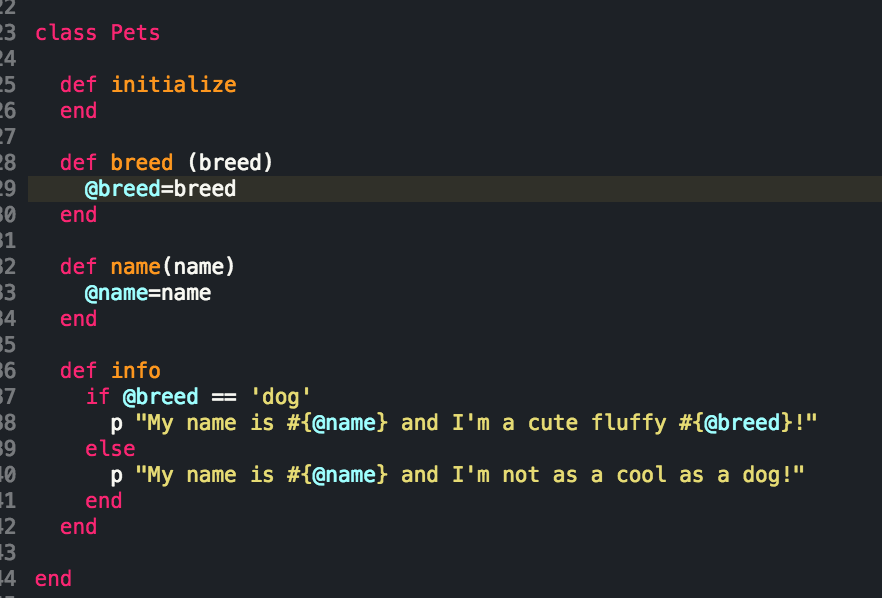 22
23 class Pets
24
25 def initialize
26 end
27
28 def breed (breed)
29 @breed=breed
30 end
31
32 def name(name)
33 @name=name
34 end
35
36 def info
37 if @breed == 'dog'
38 p "My name is #{@name} and I'm a cute fluffy #{@breed}!"
39 else
40 p "My name is #{@name} and I'm not as a cool as a dog!"
41 end
42 end
43
44 end